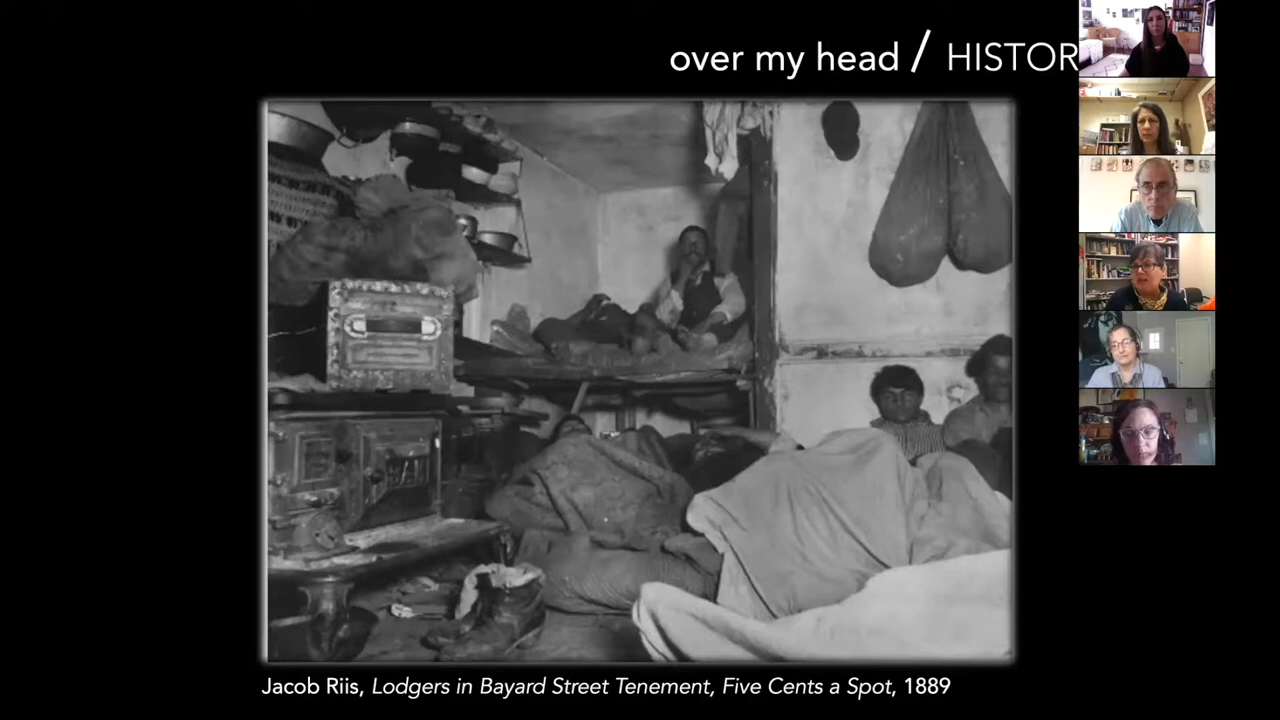 over my head / HISTOR
Jacob Riis, Lodgers in Bayard Street Tenement, Five Cents a Spot, 1889